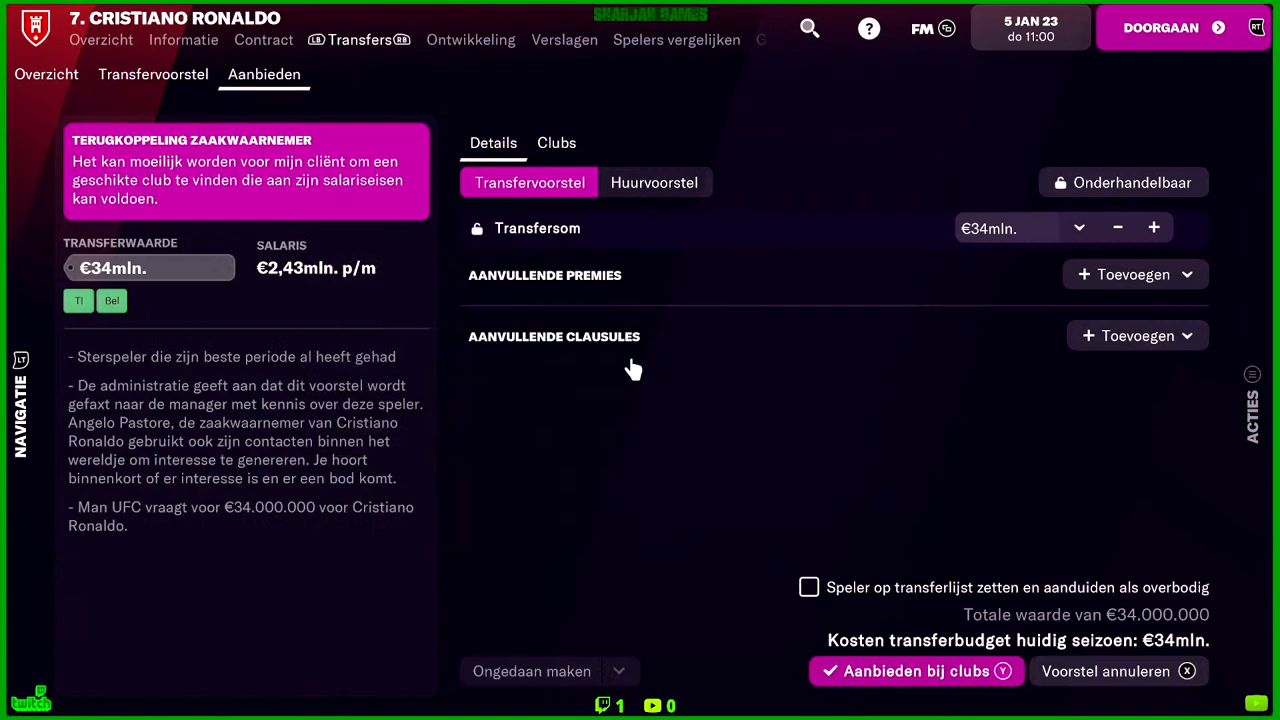 SHARJAH GAMES
7. CRISTIANO RONALDO
Overzicht Informatie Contract LB Transfers RB Ontwikkeling Verslagen Spelers vergelijken G
FM
5 JAN 23
do 11:00
DOORGAAN RT
Overzicht Transfervoorstel Aanbieden
TERUGKOPPELING ZAAKWAARNEMER
Het kan moeilijk worden voor mijn cliënt om een
geschikte club te vinden die aan zijn salariseisen
kan voldoen.
TRANSFERWAARDE SALARIS
€34mln. €2,43mln. p/m
Tl Bel
- Sterspeler die zijn beste periode al heeft gehad
- De administratie geeft aan dat dit voorstel wordt
gefaxt naar de manager met kennis over deze speler.
Angelo Pastore, de zaakwaarnemer van Cristiano
Ronaldo gebruikt ook zijn contacten binnen het
wereldje om interesse te genereren. Je hoort
binnenkort of er interesse is en er een bod komt.
- Man UFC vraagt voor €34.000.000 voor Cristiano
Ronaldo.
LT NAVIGATIE
Details Clubs
Transfervoorstel Huurvoorstel Onderhandelbaar
Transfersom €34mln. - +
AANVULLENDE PREMIES + Toevoegen
AANVULLENDE CLAUSULES + Toevoegen
ACTIES
Speler op transferlijst zetten en aanduiden als overbodig
Totale waarde van €34.000.000
Kosten transferbudget huidig seizoen: €34mln.
Ongedaan maken Aanbieden bij clubs Y Voorstel annuleren X
twitch 1 0